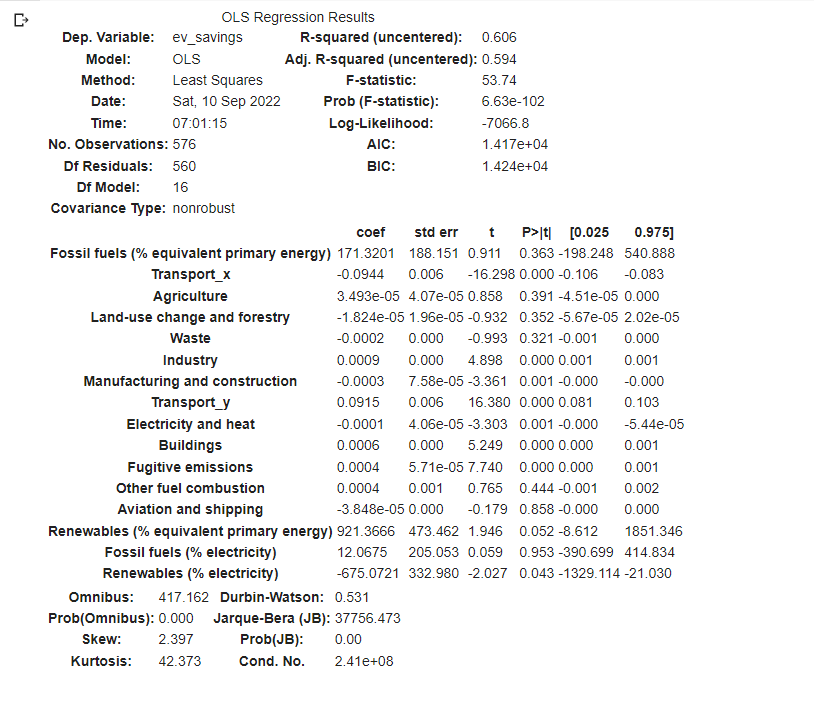 OLS Regression Results
Dep. Variable: ev_savings R-squared (uncentered): 0.606
Model: OLS Adj. R-squared (uncentered): 0.594
Method: Least Squares F-statistic: 53.74
Date: Sat, 10 Sep 2022 Prob (F-statistic): 6.63e-102
Time: 07:01:15 Log-Likelihood: -7066.8
No. Observations: 576 AIC: 1.417e+04
Df Residuals: 560 BIC: 1.424e+04
Df Model: 16
Covariance Type: nonrobust
coef std err t P>|t| [0.025 0.975]
Fossil fuels (% equivalent primary energy) 171.3201 188.151 0.911 0.363 -198.248 540.888
Transport_x -0.0944 0.006 -16.298 0.000 -0.106 -0.083
Agriculture 3.493e-05 4.07e-05 0.858 0.391 -4.51e-05 0.000
Land-use change and forestry -1.824e-05 1.96e-05 -0.932 0.352 -5.67e-05 2.02e-05
Waste -0.0002 0.000 -0.993 0.321 -0.001 0.000
Industry 0.0009 0.000 4.898 0.000 0.001 0.001
Manufacturing and construction -0.0003 7.58e-05 -3.361 0.001 -0.000 -0.000
Transport_y 0.0915 0.006 16.380 0.000 0.081 0.103
Electricity and heat -0.0001 4.06e-05 -3.303 0.001 -0.000 -5.44e-05
Buildings 0.0006 0.000 5.249 0.000 0.000 0.001
Fugitive emissions 0.0004 5.71e-05 7.740 0.000 0.000 0.001
Other fuel combustion 0.0004 0.001 0.765 0.444 -0.001 0.002
Aviation and shipping -3.848e-05 0.000 -0.179 0.858 -0.000 0.000
Renewables (% equivalent primary energy) 921.3666 473.462 1.946 0.052 -8.612 1851.346
Fossil fuels (% electricity) 12.0675 205.053 0.059 0.953 -390.699 414.834
Renewables (% electricity) -675.0721 332.980 -2.027 0.043 -1329.114 -21.030
Omnibus: 417.162 Durbin-Watson: 0.531
Prob(Omnibus): 0.000 Jarque-Bera (JB): 37756.473
Skew: 2.397 Prob(JB): 0.00
Kurtosis: 42.373 Cond. No. 2.41e+08